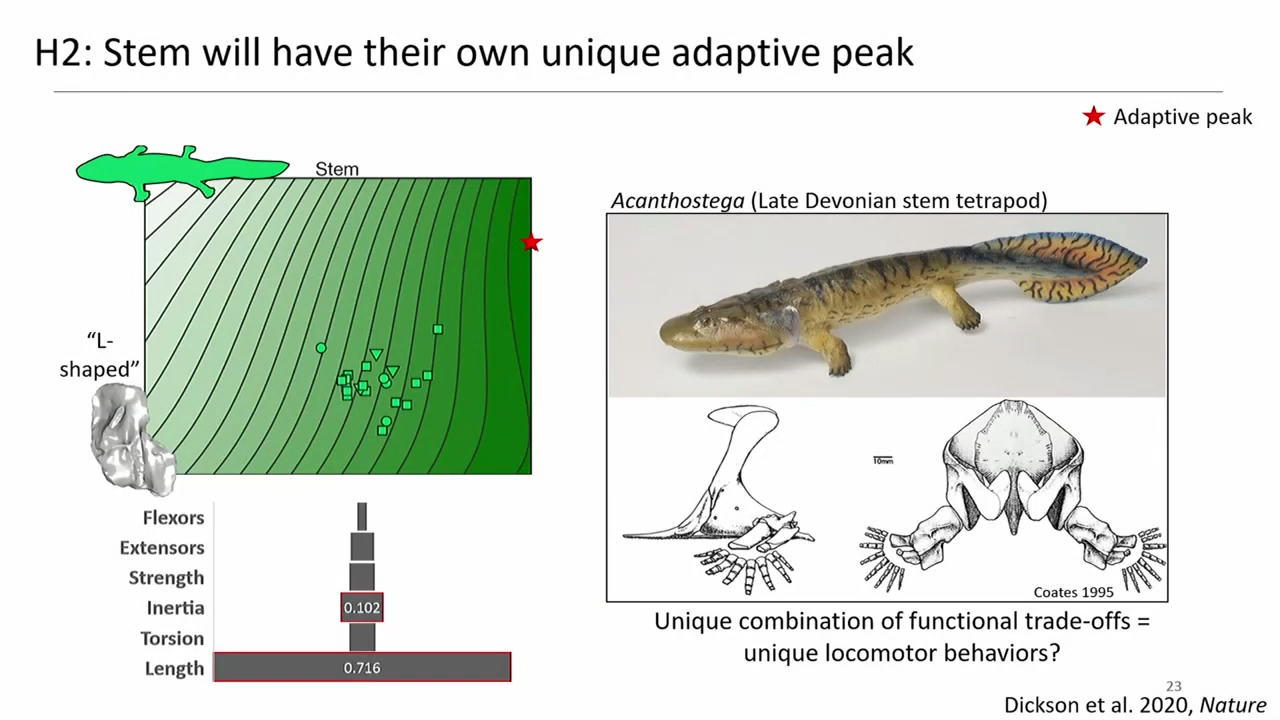 H2: Stem will have their own unique adaptive peak
Adaptive peak
Stem
Acanthostega (Late Devonian stem tetrapod)
“L-
shaped”
10mm
Flexors
Extensors
Strength
Inertia
0.102
Torsion
Length
0.716
Coates 1995
Unique combination of functional trade-offs =
unique locomotor behaviors?
23
Dickson et al. 2020, Nature